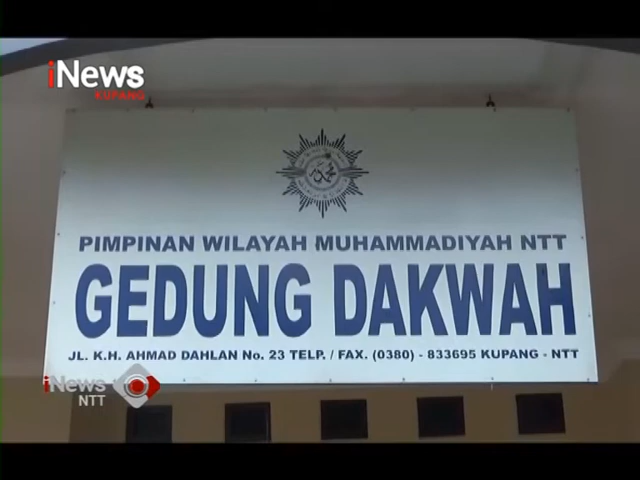 iNews
KUPANG
PIMPINAN WILAYAH MUHAMMADIYAH NTT
GEDUNG DAKWAH
JL. K.H. AHMAD DAHLAN No. 23 TELP. / FAX. (0380) - 833695 KUPANG - NTT
iNews
NTT